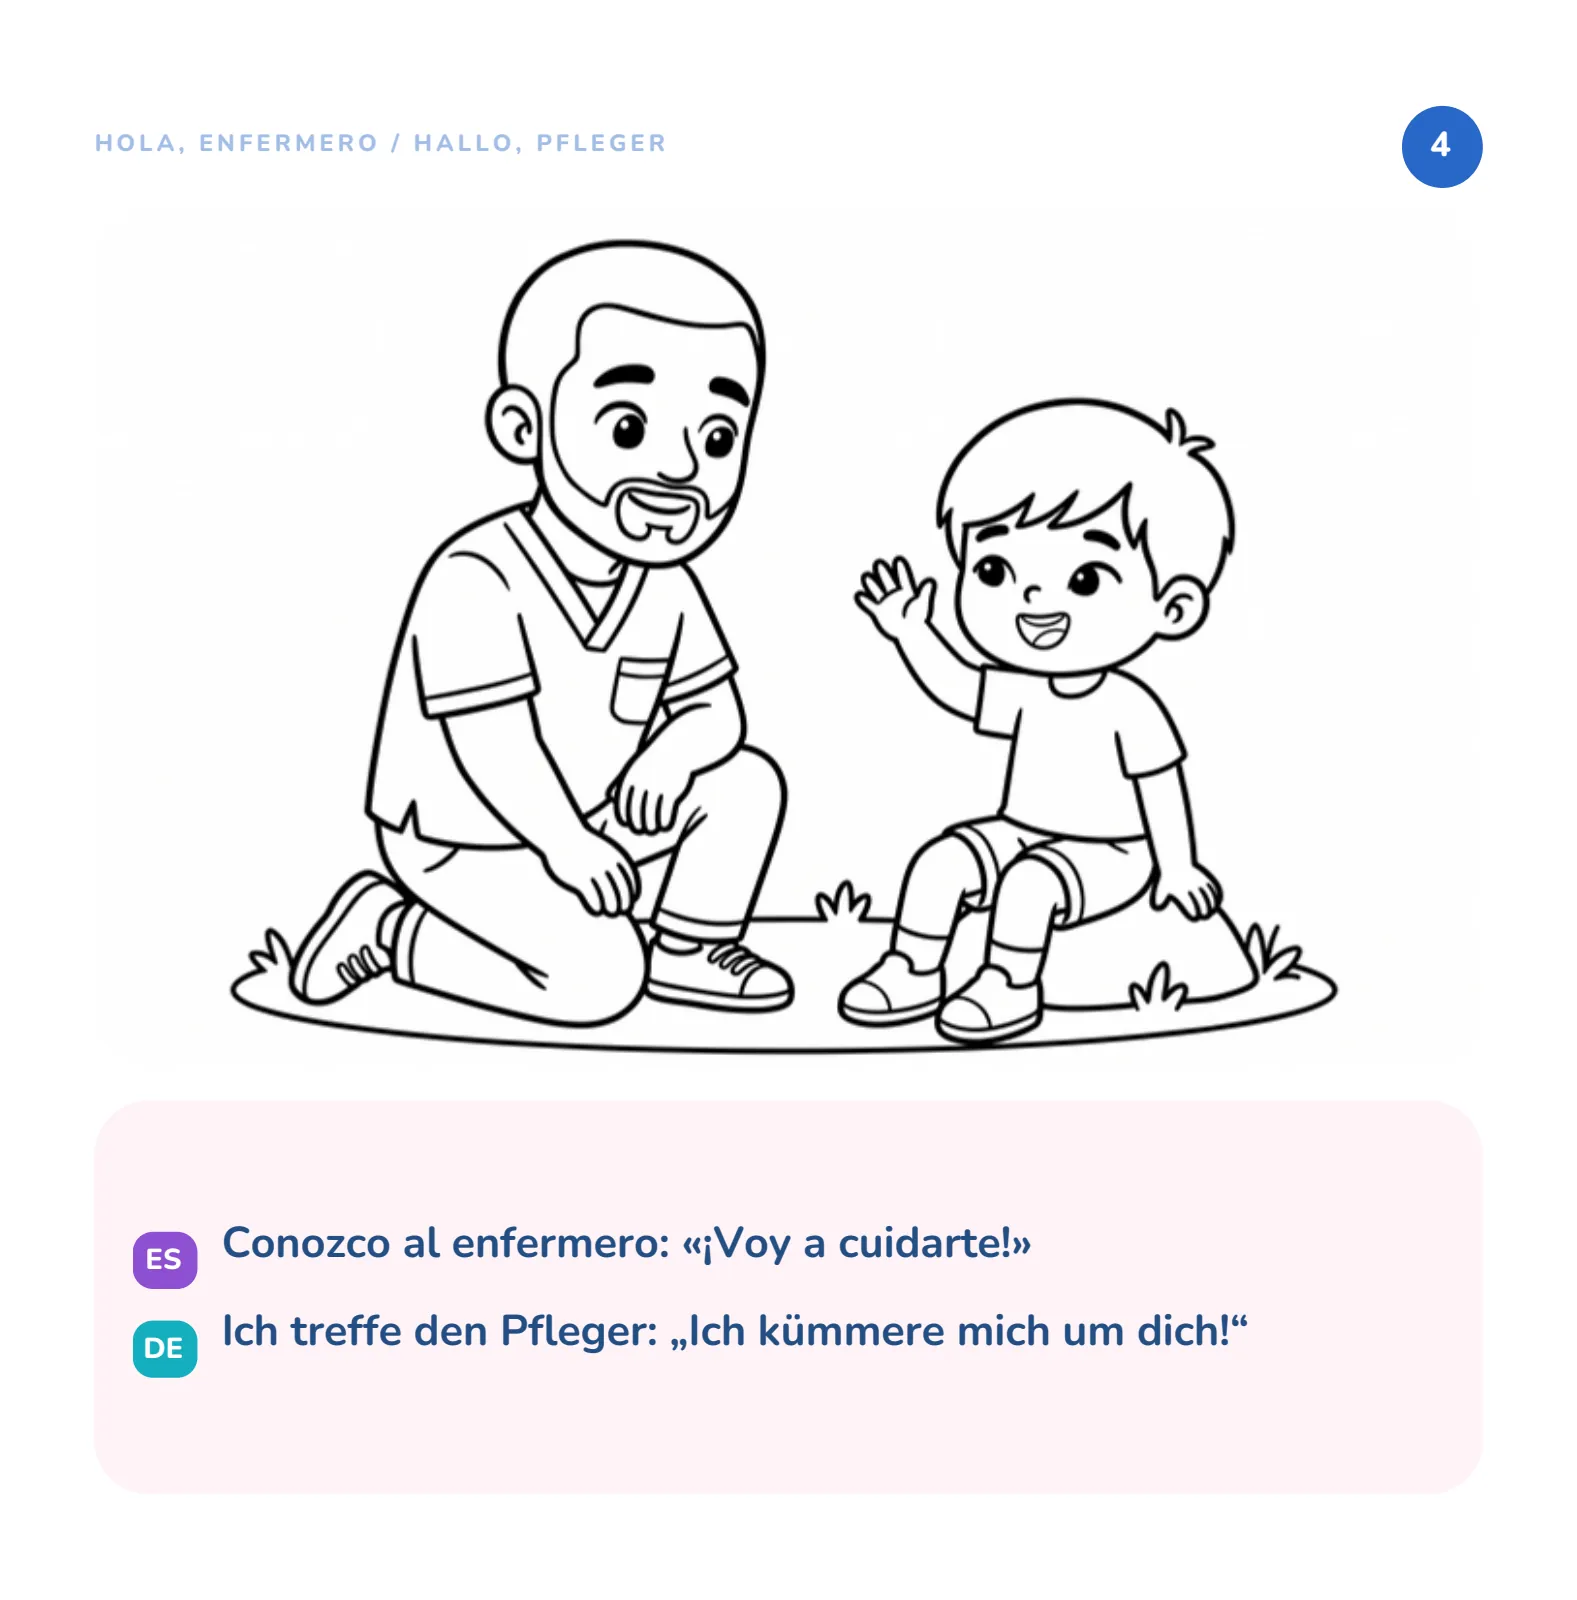 HOLA, ENFERMERO / HALLO, PFLEGER
4
ES Conozco al enfermero: «¡Voy a cuidarte!»
DE Ich treffe den Pfleger: „Ich kümmere mich um dich!“